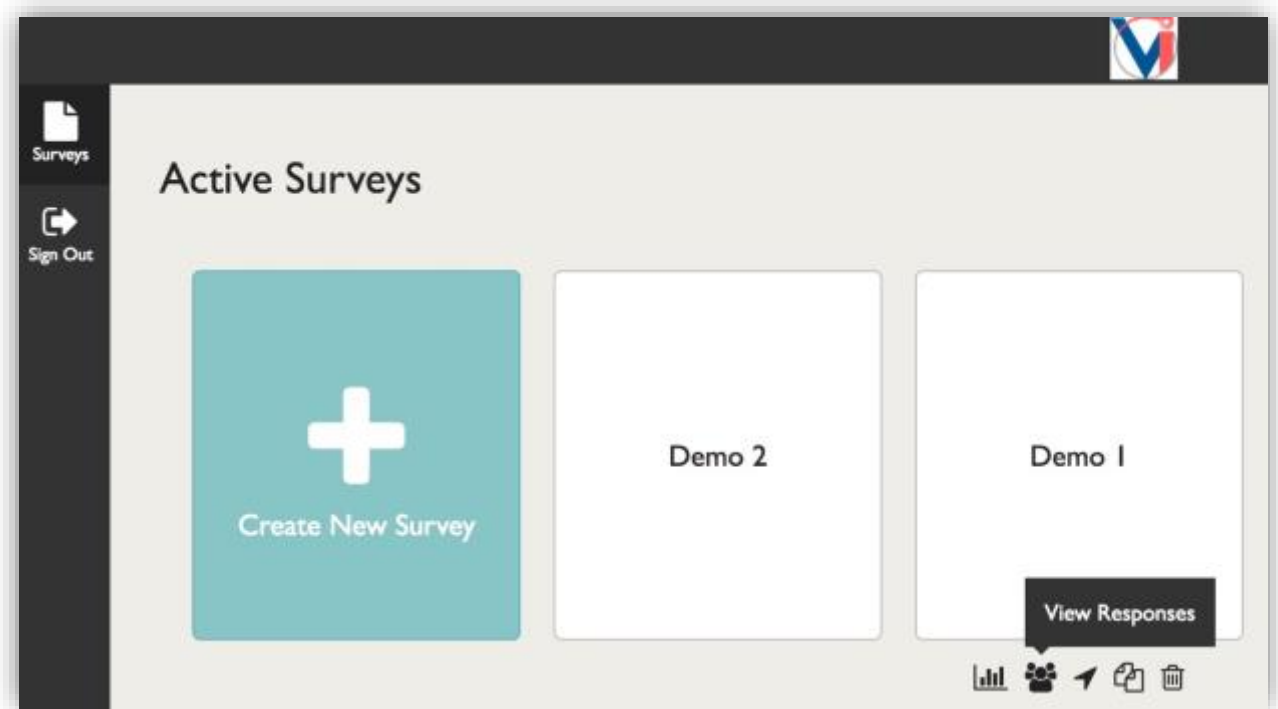 Surveys
Sign Out
Active Surveys
Create New Survey
Demo 2
Demo 1
View Responses